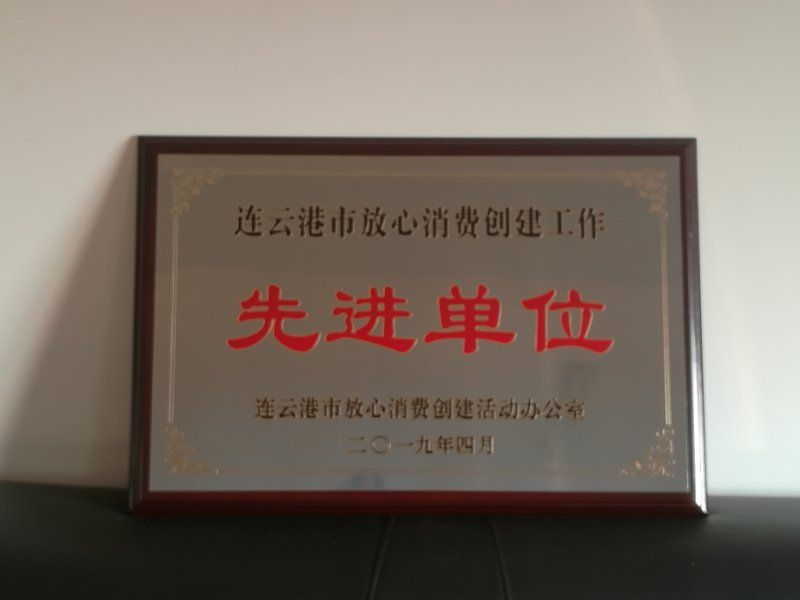 连云港市放心消费创建工作
先进单位
连云港市放心消费创建活动办公室
二〇一九年四月